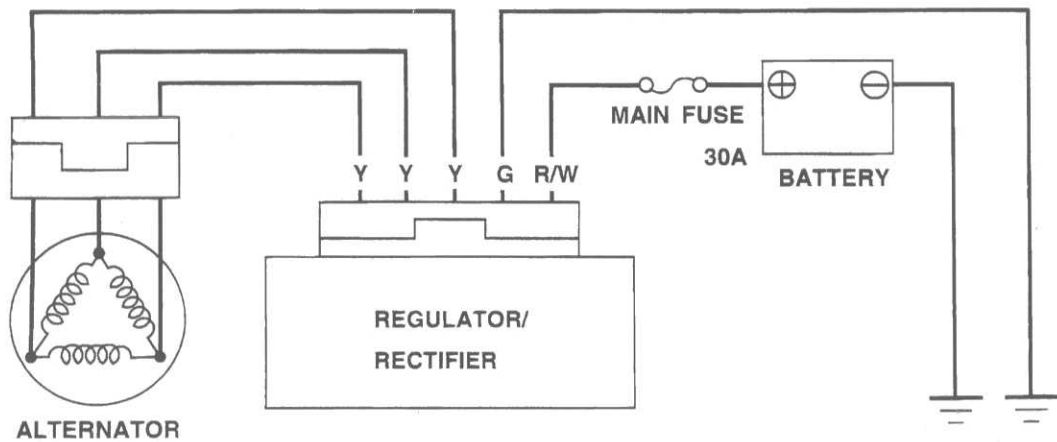 MAIN FUSE
30A
BATTERY
Y Y Y G R/W
REGULATOR/
RECTIFIER
ALTERNATOR